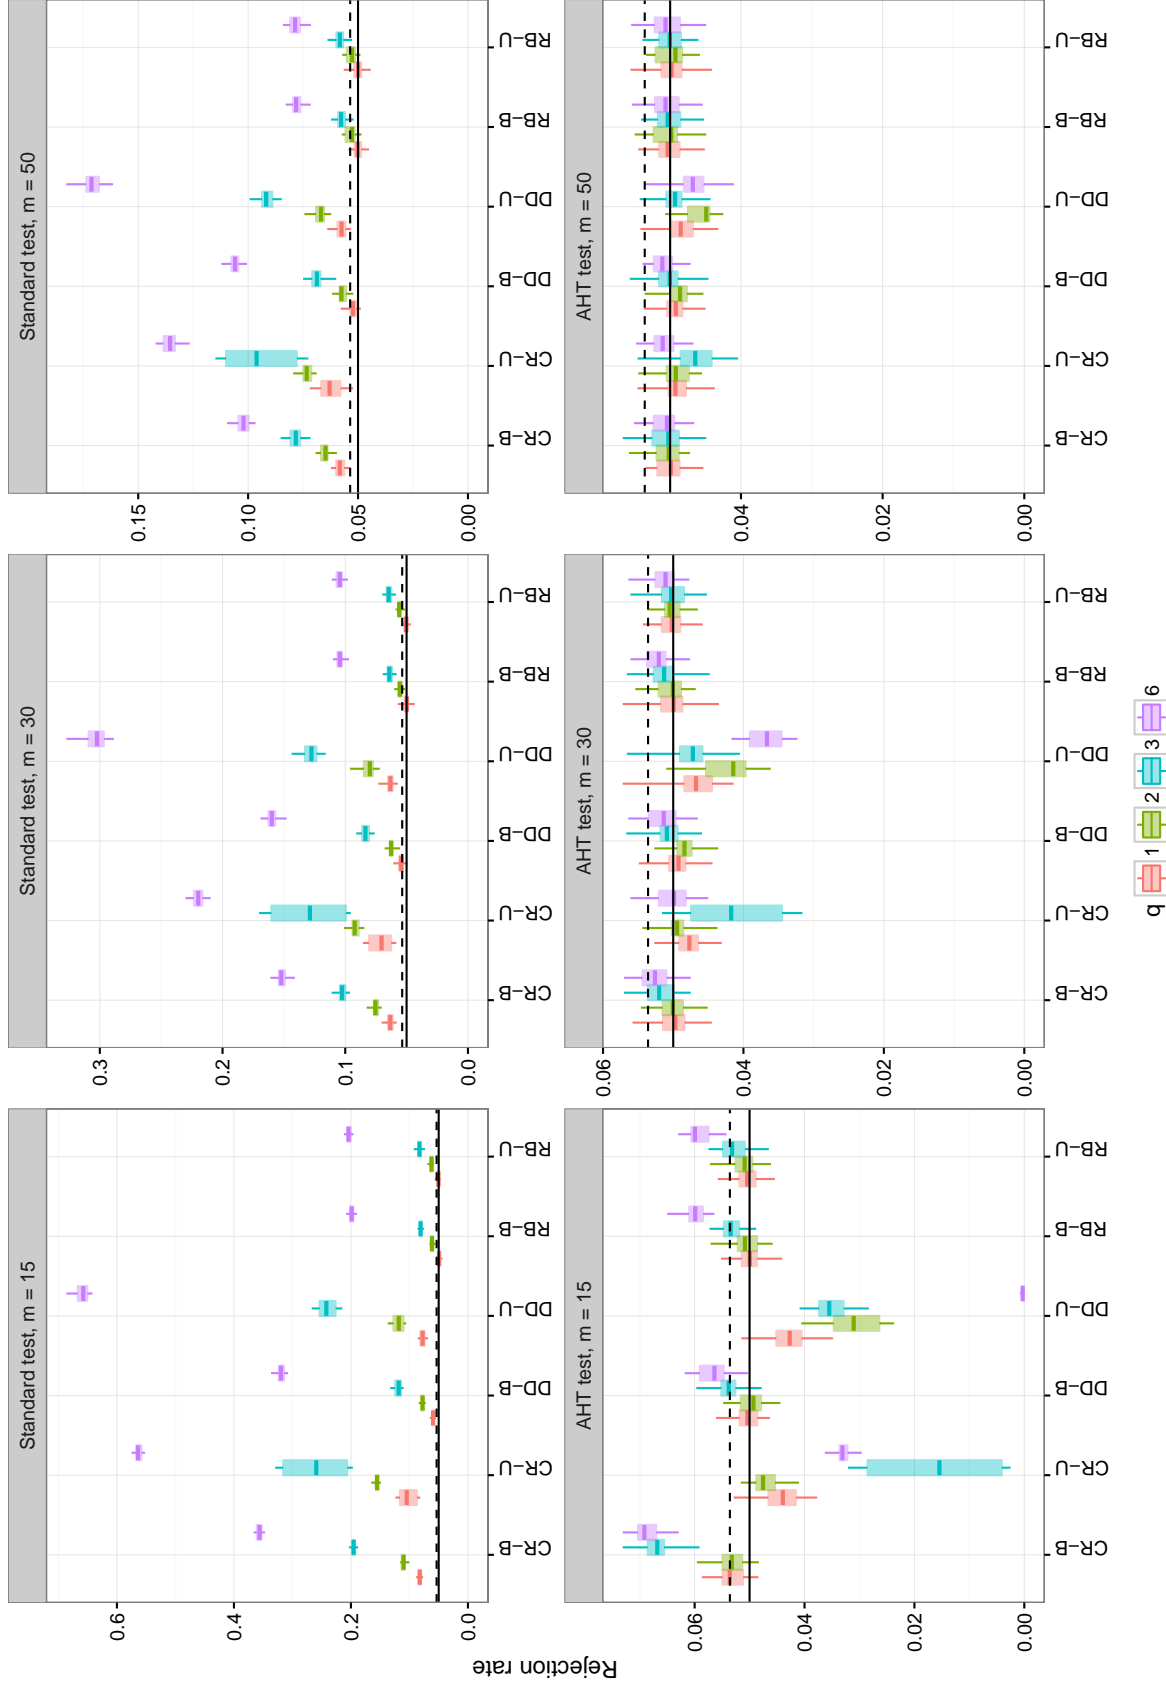 Standard test, m = 15
Standard test, m = 30
Standard test, m = 50
0.6
0.4
0.2
0.0
CR−B CR−U DD−B DD−U RB−B RB−U
0.3
0.2
0.1
0.0
CR−B CR−U DD−B DD−U RB−B RB−U
0.15
0.10
0.05
0.00
CR−B CR−U DD−B DD−U RB−B RB−U
Rejection rate
AHT test, m = 15
AHT test, m = 30
AHT test, m = 50
0.06
0.04
0.02
0.00
CR−B CR−U DD−B DD−U RB−B RB−U
0.06
0.04
0.02
0.00
CR−B CR−U DD−B DD−U RB−B RB−U
0.04
0.02
0.00
CR−B CR−U DD−B DD−U RB−B RB−U
q 1 2 3 6